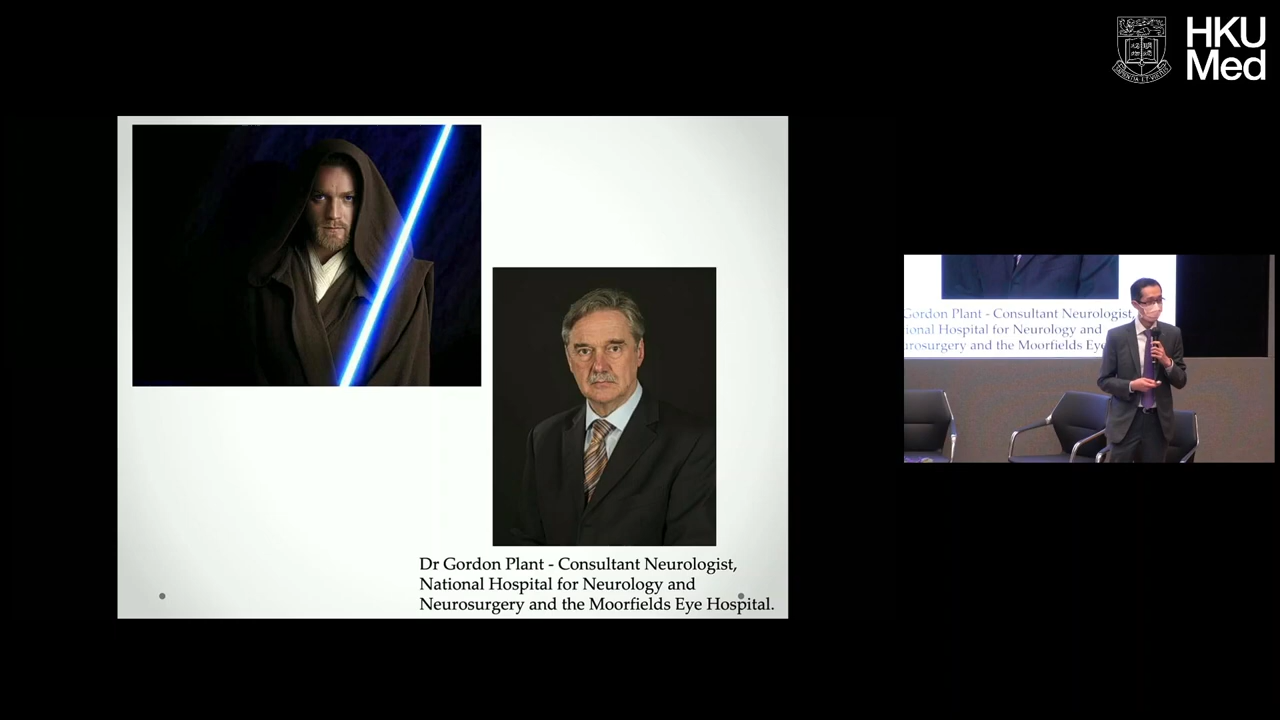 HKU
Med
Dr Gordon Plant - Consultant Neurologist,
National Hospital for Neurology and
Neurosurgery and the Moorfields Eye Hospital.
Gordon Plant - Consultant Neurologist,
ional Hospital for Neurology and
urosurgery and the Moorfields Eye